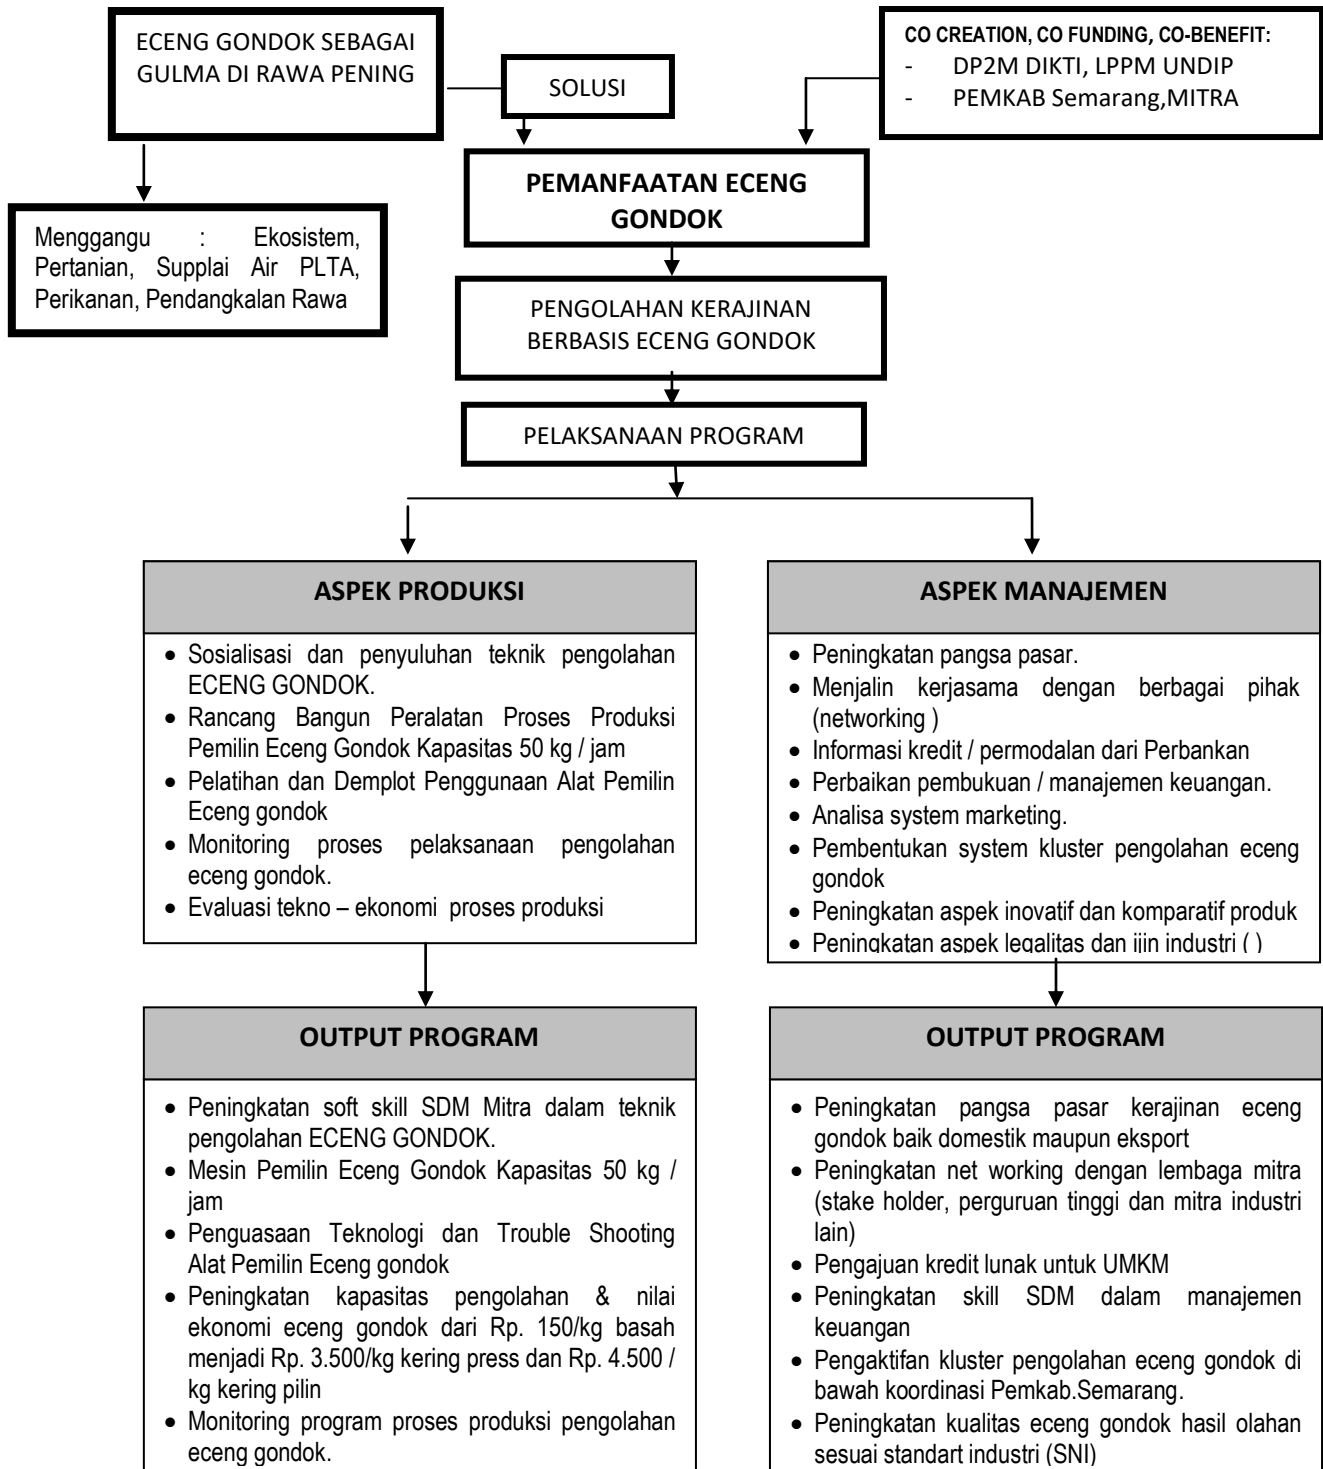 ECENG GONDOK SEBAGAI
GULMA DI RAWA PENING
SOLUSI
CO CREATION, CO FUNDING, CO-BENEFIT:
- DP2M DIKTI, LPPM UNDIP
- PEMKAB Semarang,MITRA
PEMANFAATAN ECENG
GONDOK
Menggangu : Ekosistem,
Pertanian, Supplai Air PLTA,
Perikanan, Pendangkalan Rawa
PENGOLAHAN KERAJINAN
BERBASIS ECENG GONDOK
PELAKSANAAN PROGRAM
ASPEK PRODUKSI
• Sosialisasi dan penyuluhan teknik pengolahan
ECENG GONDOK.
• Rancang Bangun Peralatan Proses Produksi
Pemilin Eceng Gondok Kapasitas 50 kg / jam
• Pelatihan dan Demplot Penggunaan Alat Pemilin
Eceng gondok
• Monitoring proses pelaksanaan pengolahan
eceng gondok.
• Evaluasi tekno – ekonomi proses produksi
ASPEK MANAJEMEN
• Peningkatan pangsa pasar.
• Menjalin kerjasama dengan berbagai pihak
(networking )
• Informasi kredit / permodalan dari Perbankan
• Perbaikan pembukuan / manajemen keuangan.
• Analisa system marketing.
• Pembentukan system kluster pengolahan eceng
gondok
• Peningkatan aspek inovatif dan komparatif produk
• Peningkatan aspek legalitas dan ijin industri ( )
OUTPUT PROGRAM
• Peningkatan soft skill SDM Mitra dalam teknik
pengolahan ECENG GONDOK.
• Mesin Pemilin Eceng Gondok Kapasitas 50 kg /
jam
• Penguasaan Teknologi dan Trouble Shooting
Alat Pemilin Eceng gondok
• Peningkatan kapasitas pengolahan & nilai
ekonomi eceng gondok dari Rp. 150/kg basah
menjadi Rp. 3.500/kg kering press dan Rp. 4.500 /
kg kering pilin
• Monitoring program proses produksi pengolahan
eceng gondok.
OUTPUT PROGRAM
• Peningkatan pangsa pasar kerajinan eceng
gondok baik domestik maupun eksport
• Peningkatan net working dengan lembaga mitra
(stake holder, perguruan tinggi dan mitra industri
lain)
• Pengajuan kredit lunak untuk UMKM
• Peningkatan skill SDM dalam manajemen
keuangan
• Pengaktifan kluster pengolahan eceng gondok di
bawah koordinasi Pemkab.Semarang.
• Peningkatan kualitas eceng gondok hasil olahan
sesuai standart industri (SNI)